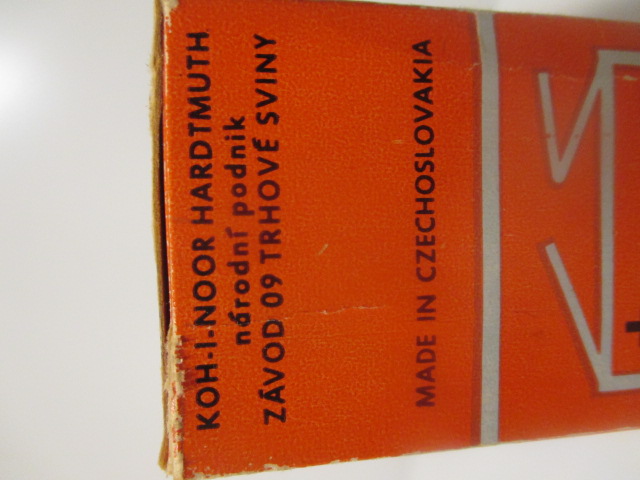 KOH-I-NOOR HARDTMUTH
národní podnik
ZÁVOD 09 TRHOVÉ SVINY
MADE IN CZECHOSLOVAKIA